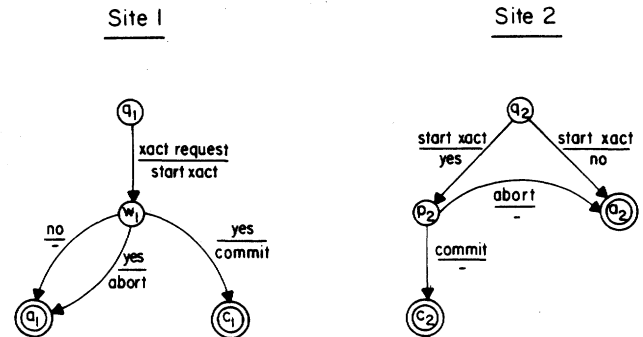 Site 1
Site 2
q1
q2
xact request
start xact
start xact
yes
start xact
no
w1
p2
a2
abort
-
no
-
yes
abort
yes
commit
commit
-
a1
c1
c2